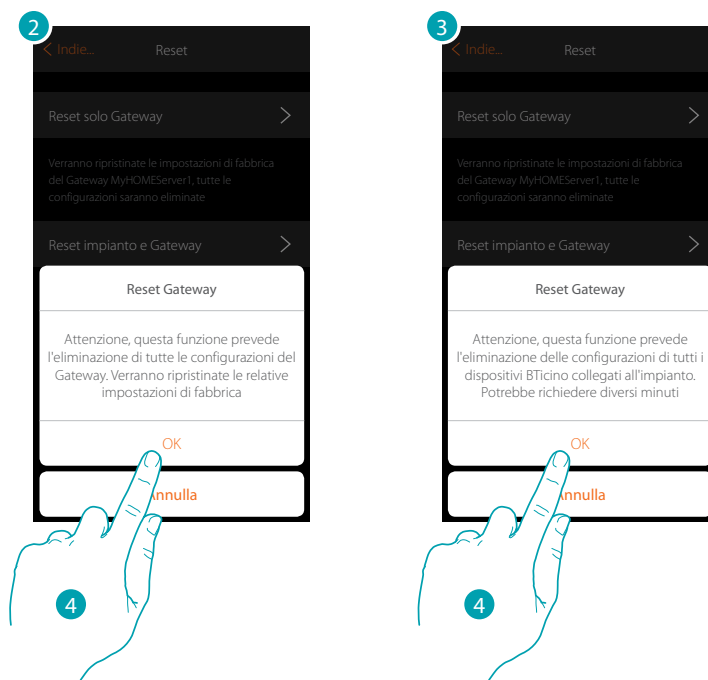 2
Indie... Reset
Reset solo Gateway
Verranno ripristinate le impostazioni di fabbrica
del Gateway MyHOMEServer1, tutte le
configurazioni saranno eliminate
Reset impianto e Gateway
Reset Gateway
Attenzione, questa funzione prevede
l'eliminazione di tutte le configurazioni del
Gateway. Verranno ripristinate le relative
impostazioni di fabbrica
OK
Annulla
4
3
Indie... Reset
Reset solo Gateway
Verranno ripristinate le impostazioni di fabbrica
del Gateway MyHOMEServer1, tutte le
configurazioni saranno eliminate
Reset impianto e Gateway
Reset Gateway
Attenzione, questa funzione prevede
l'eliminazione delle configurazioni di tutti i
dispositivi BTicino collegati all'impianto.
Potrebbe richiedere diversi minuti
OK
Annulla
4